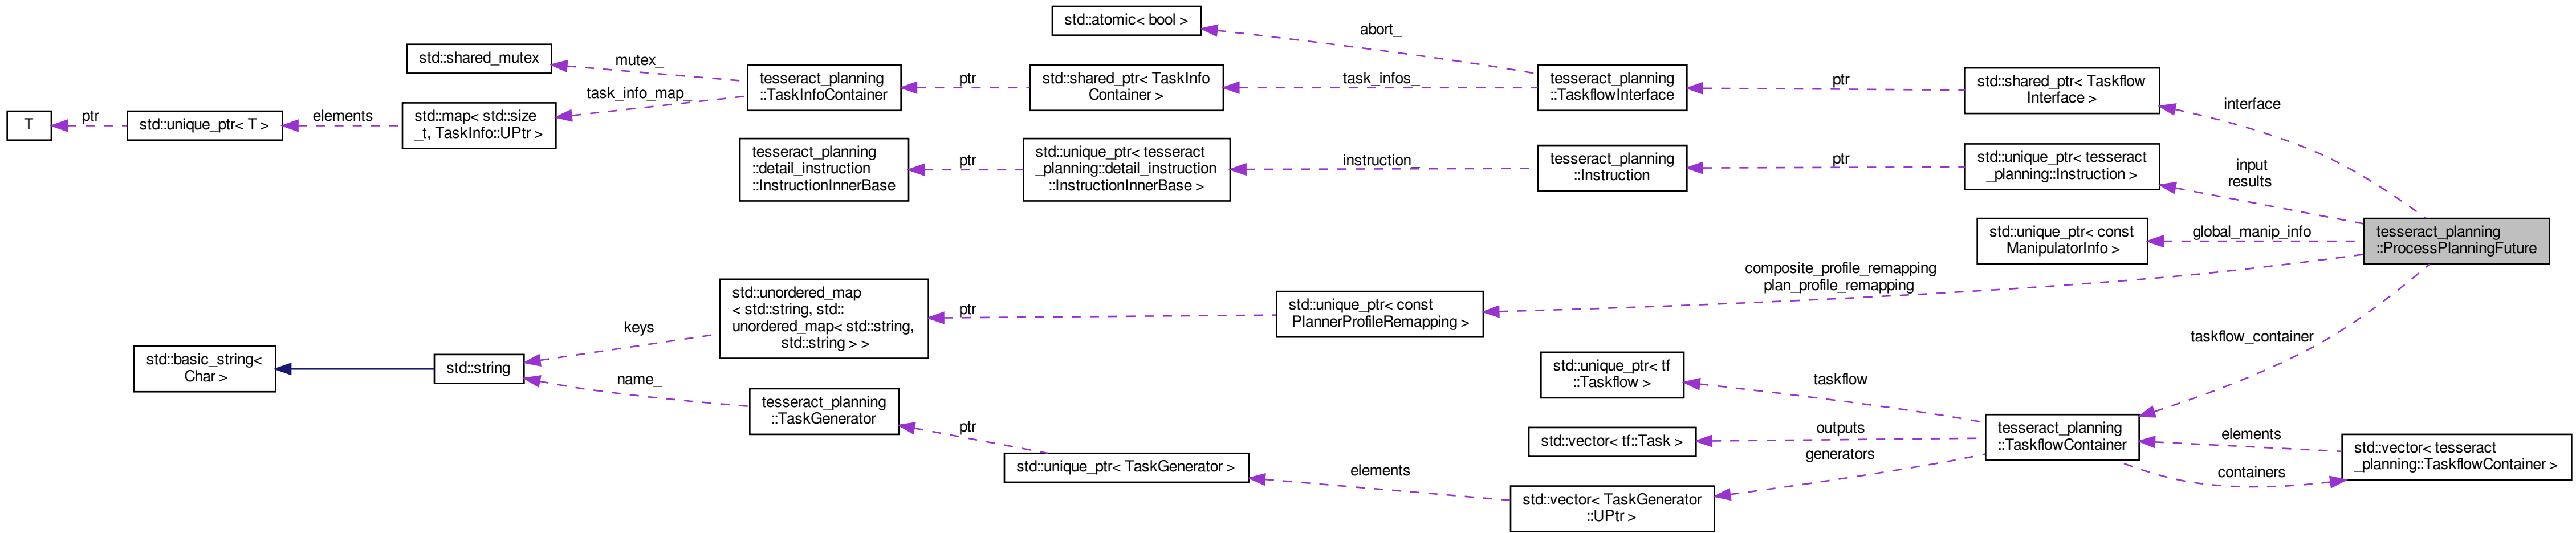 std::atomic< bool >
abort_
std::shared_mutex
mutex_
tesseract_planning
::TaskInfoContainer
ptr
std::shared_ptr< TaskInfo
Container >
task_infos_
tesseract_planning
::TaskflowInterface
ptr
std::shared_ptr< Taskflow
Interface >
interface
T
ptr
std::unique_ptr< T >
elements
std::map< std::size
_t, TaskInfo::UPtr >
task_info_map_
tesseract_planning
::detail_instruction
::InstructionInnerBase
ptr
std::unique_ptr< tesseract
_planning::detail_instruction
::InstructionInnerBase >
instruction_
tesseract_planning
::Instruction
ptr
std::unique_ptr< tesseract
_planning::Instruction >
input
results
std::unique_ptr< const
ManipulatorInfo >
global_manip_info
tesseract_planning
::ProcessPlanningFuture
composite_profile_remapping
plan_profile_remapping
std::unordered_map
< std::string, std::
unordered_map< std::string,
std::string > >
ptr
std::unique_ptr< const
PlannerProfileRemapping >
keys
std::basic_string<
Char >
std::string
name_
tesseract_planning
::TaskGenerator
ptr
std::unique_ptr< TaskGenerator >
elements
std::unique_ptr< tf
::Taskflow >
taskflow
taskflow_container
std::vector< tf::Task >
outputs
generators
std::vector< TaskGenerator
::UPtr >
tesseract_planning
::TaskflowContainer
elements
containers
std::vector< tesseract
_planning::TaskflowContainer >